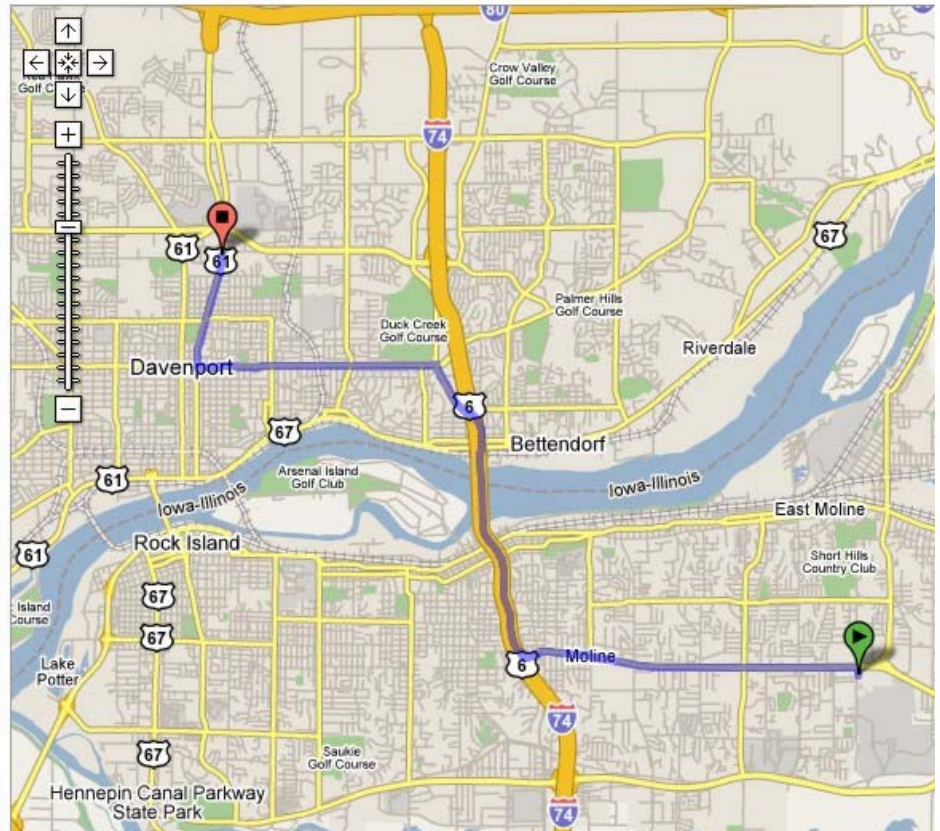 80
Golf Course
Crow Valley
Golf Course
74
67
61
61
Palmer Hills
Golf Course
Duck Creek
Golf Course
Riverdale
Davenport
6
67
Bettendorf
Arsenal Island
Golf Club
61
Iowa-Illinois
Iowa-Illinois
East Moline
Rock Island
61
Short Hills
Country Club
67
Island
Course
67
Moline
6
Lake
Potter
74
67
Saukie
Golf Course
Hennepin Canal Parkway
State Park
74